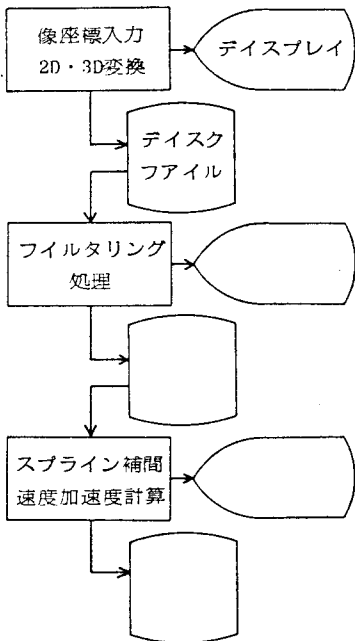 像座標入力
2D・3D変換
デイスプレイ
デイスク
フアイル
フイルタリング
処理
スプライン補間
速度加速度計算